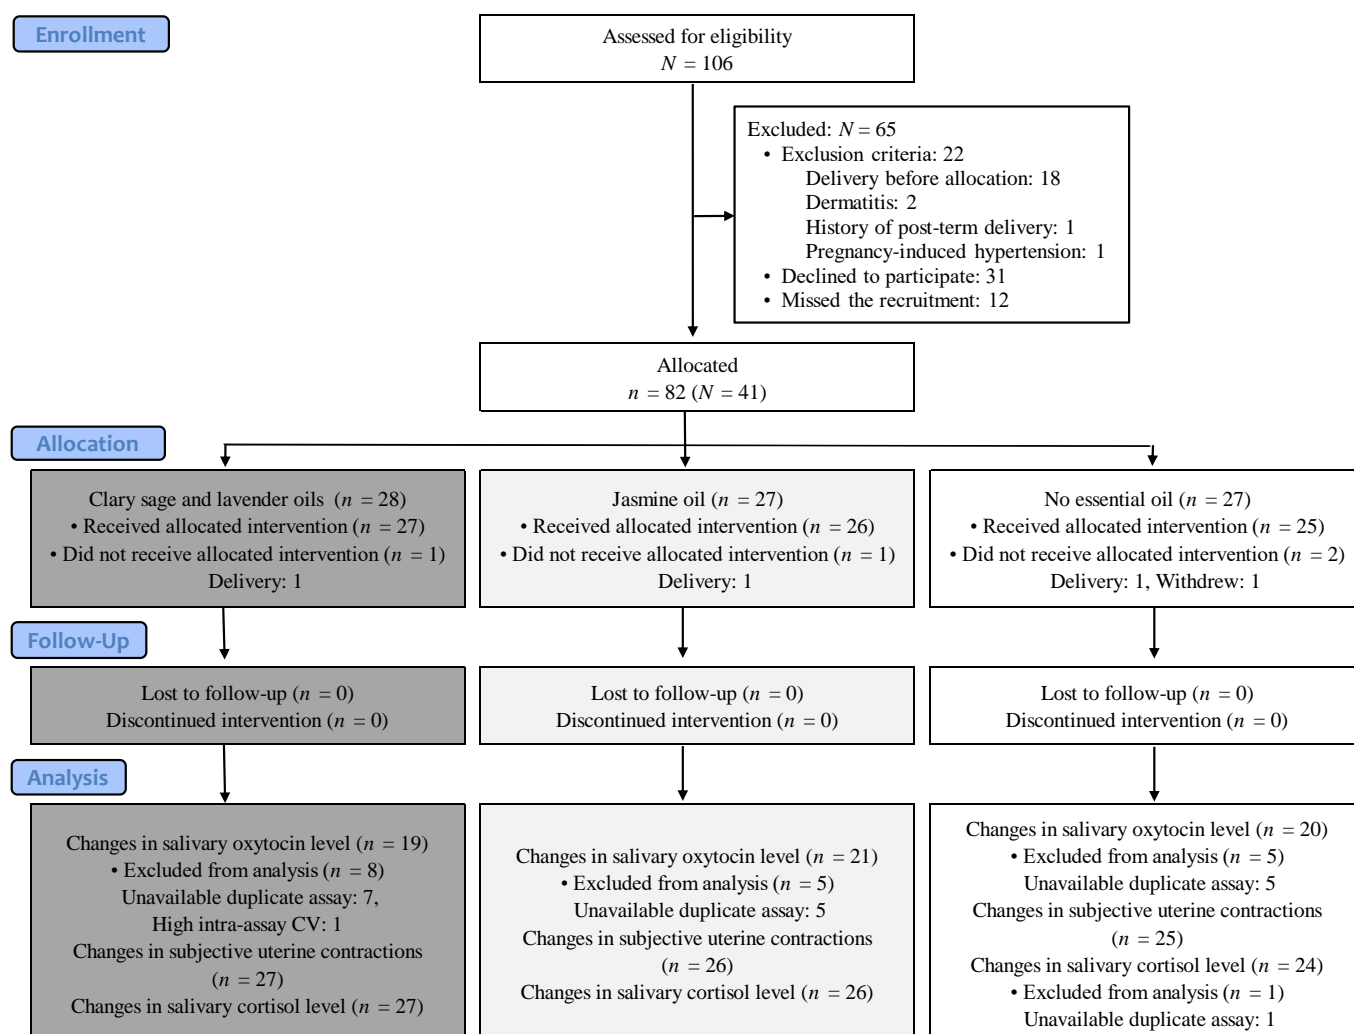 Enrollment
Assessed for eligibility
N = 106
Excluded: N = 65
• Exclusion criteria: 22
Delivery before allocation: 18
Dermatitis: 2
History of post-term delivery: 1
Pregnancy-induced hypertension: 1
• Declined to participate: 31
• Missed the recruitment: 12
Allocated
n = 82 (N = 41)
Allocation
Clary sage and lavender oils (n = 28)
• Received allocated intervention (n = 27)
• Did not receive allocated intervention (n = 1)
Delivery: 1
Jasmine oil (n = 27)
• Received allocated intervention (n = 26)
• Did not receive allocated intervention (n = 1)
Delivery: 1
No essential oil (n = 27)
• Received allocated intervention (n = 25)
• Did not receive allocated intervention (n = 2)
Delivery: 1, Withdrew: 1
Follow-Up
Lost to follow-up (n = 0)
Discontinued intervention (n = 0)
Lost to follow-up (n = 0)
Discontinued intervention (n = 0)
Lost to follow-up (n = 0)
Discontinued intervention (n = 0)
Analysis
Changes in salivary oxytocin level (n = 19)
• Excluded from analysis (n = 8)
Unavailable duplicate assay: 7,
High intra-assay CV: 1
Changes in subjective uterine contractions
(n = 27)
Changes in salivary cortisol level (n = 27)
Changes in salivary oxytocin level (n = 21)
• Excluded from analysis (n = 5)
Unavailable duplicate assay: 5
Changes in subjective uterine contractions
(n = 26)
Changes in salivary cortisol level (n = 26)
Changes in salivary oxytocin level (n = 20)
• Excluded from analysis (n = 5)
Unavailable duplicate assay: 5
Changes in subjective uterine contractions
(n = 25)
Changes in salivary cortisol level (n = 24)
• Excluded from analysis (n = 1)
Unavailable duplicate assay: 1